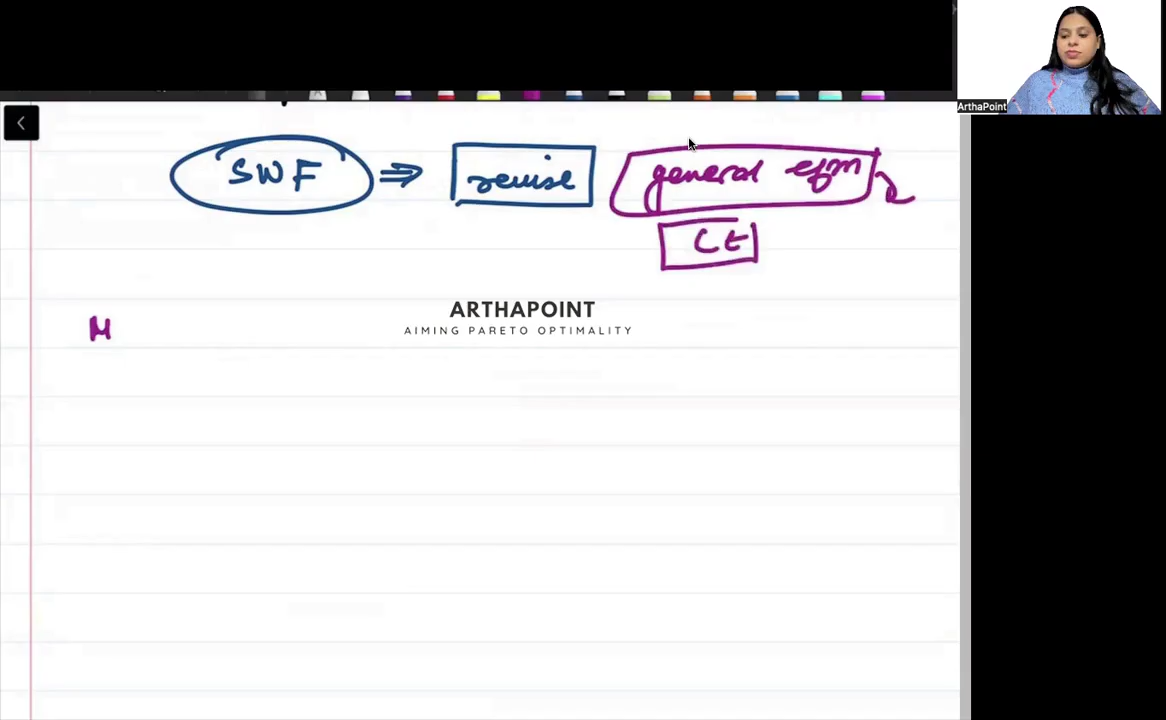 ArthaPoint
SWF ⇒ revise general eqm
CE
M
ARTHAPOINT
AIMING PARETO OPTIMALITY